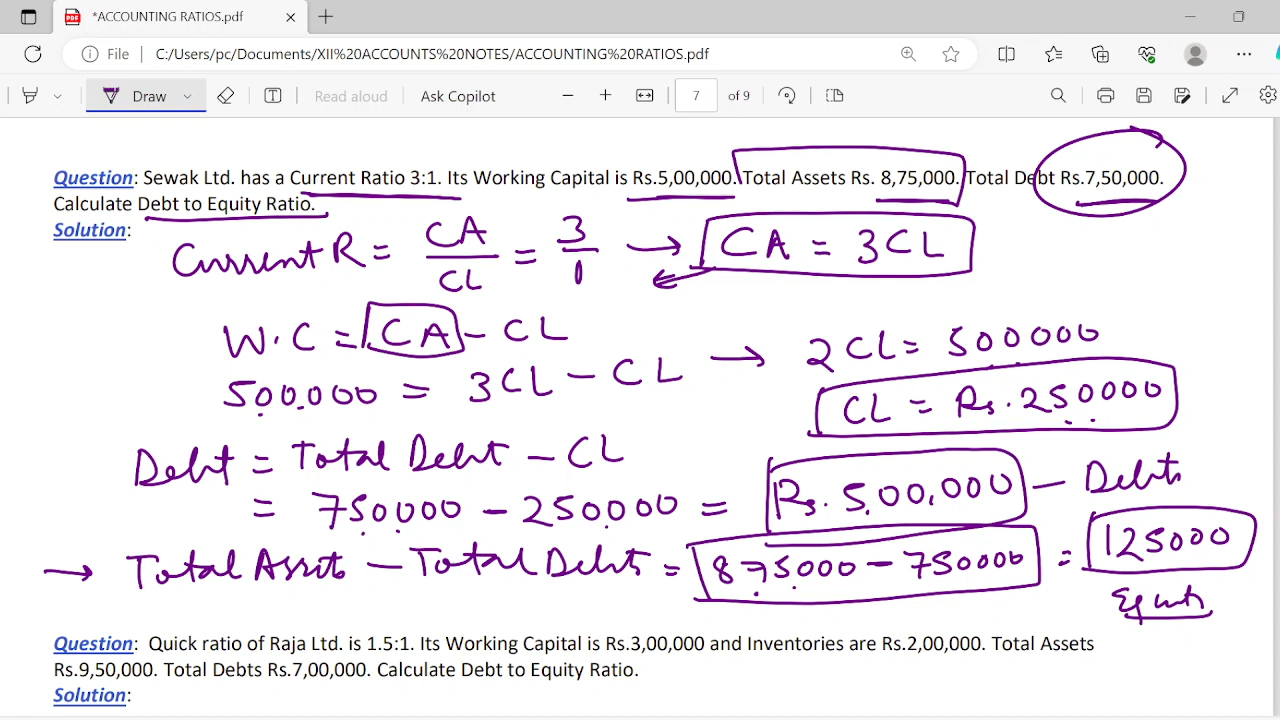 *ACCOUNTING RATIOS.pdf
File C:/Users/pc/Documents/XII%20ACCOUNTS%20NOTES/ACCOUNTING%20RATIOS.pdf
Draw Read aloud Ask Copilot 7 of 9
Question: Sewak Ltd. has a Current Ratio 3:1. Its Working Capital is Rs.5,00,000. Total Assets Rs. 8,75,000. Total Debt Rs.7,50,000.
Calculate Debt to Equity Ratio.
Solution:
Current R = CA / CL = 3 / 1 → CA = 3CL
W.C = CA - CL
500,000 = 3CL - CL → 2CL = 500000
CL = Rs.250000
Debt = Total Debt - CL
= 750000 - 250000 = Rs. 5,00,000 - Debts
→ Total Assets - Total Debts = 875000 - 750000 = 125000
Equity
Question: Quick ratio of Raja Ltd. is 1.5:1. Its Working Capital is Rs.3,00,000 and Inventories are Rs.2,00,000. Total Assets
Rs.9,50,000. Total Debts Rs.7,00,000. Calculate Debt to Equity Ratio.
Solution: